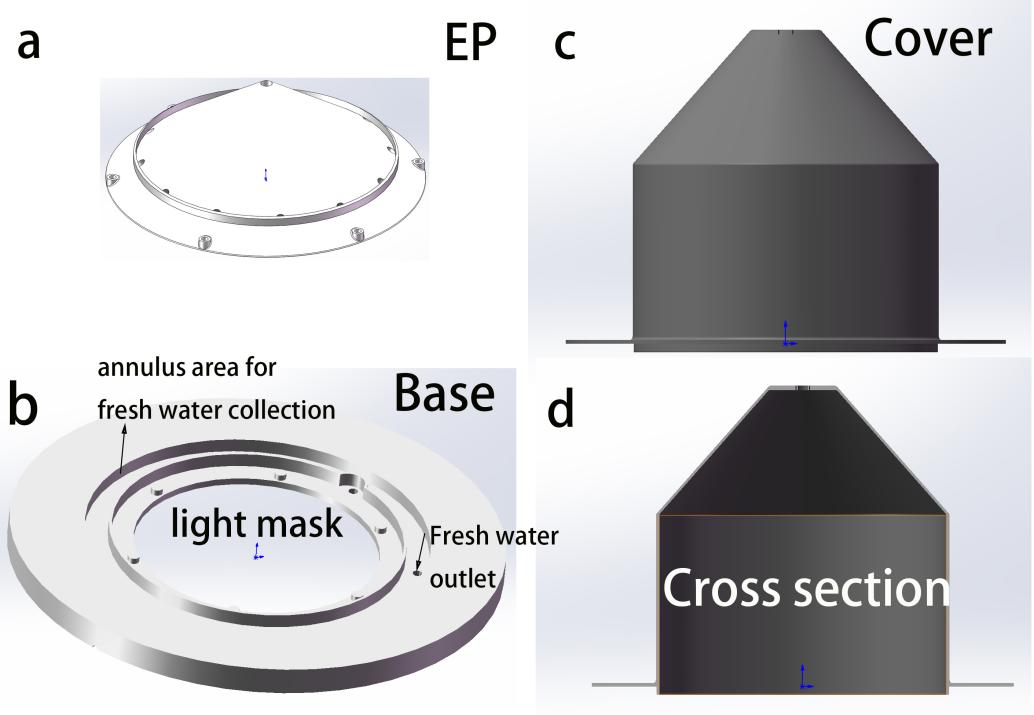 a
EP
c
Cover
annulus area for
fresh water collection
b
Base
light mask
Fresh water
outlet
d
Cross section